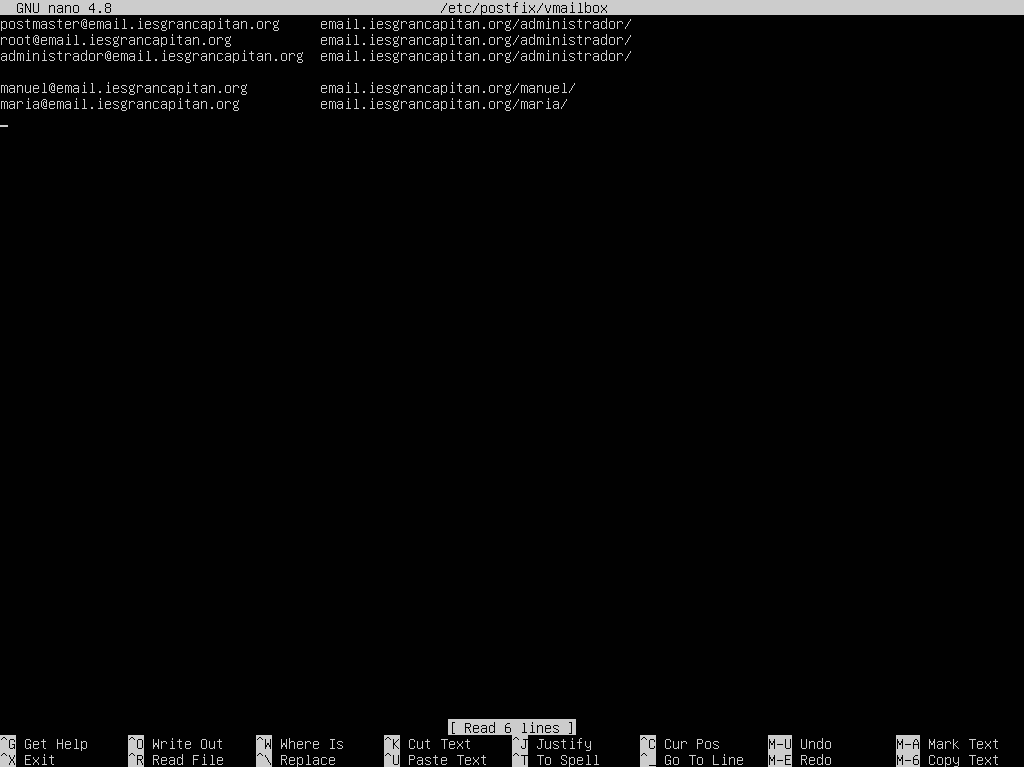 GNU nano 4.8 /etc/postfix/vmailbox
postmaster@email.iesgrancapitan.org email.iesgrancapitan.org/administrador/
root@email.iesgrancapitan.org email.iesgrancapitan.org/administrador/
administrador@email.iesgrancapitan.org email.iesgrancapitan.org/administrador/
manuel@email.iesgrancapitan.org email.iesgrancapitan.org/manuel/
maria@email.iesgrancapitan.org email.iesgrancapitan.org/maria/
[ Read 6 lines ]
^G Get Help ^O Write Out ^W Where Is ^K Cut Text ^J Justify ^C Cur Pos M-U Undo M-A Mark Text
^X Exit ^R Read File ^\ Replace ^U Paste Text ^T To Spell ^_ Go To Line M-E Redo M-6 Copy Text